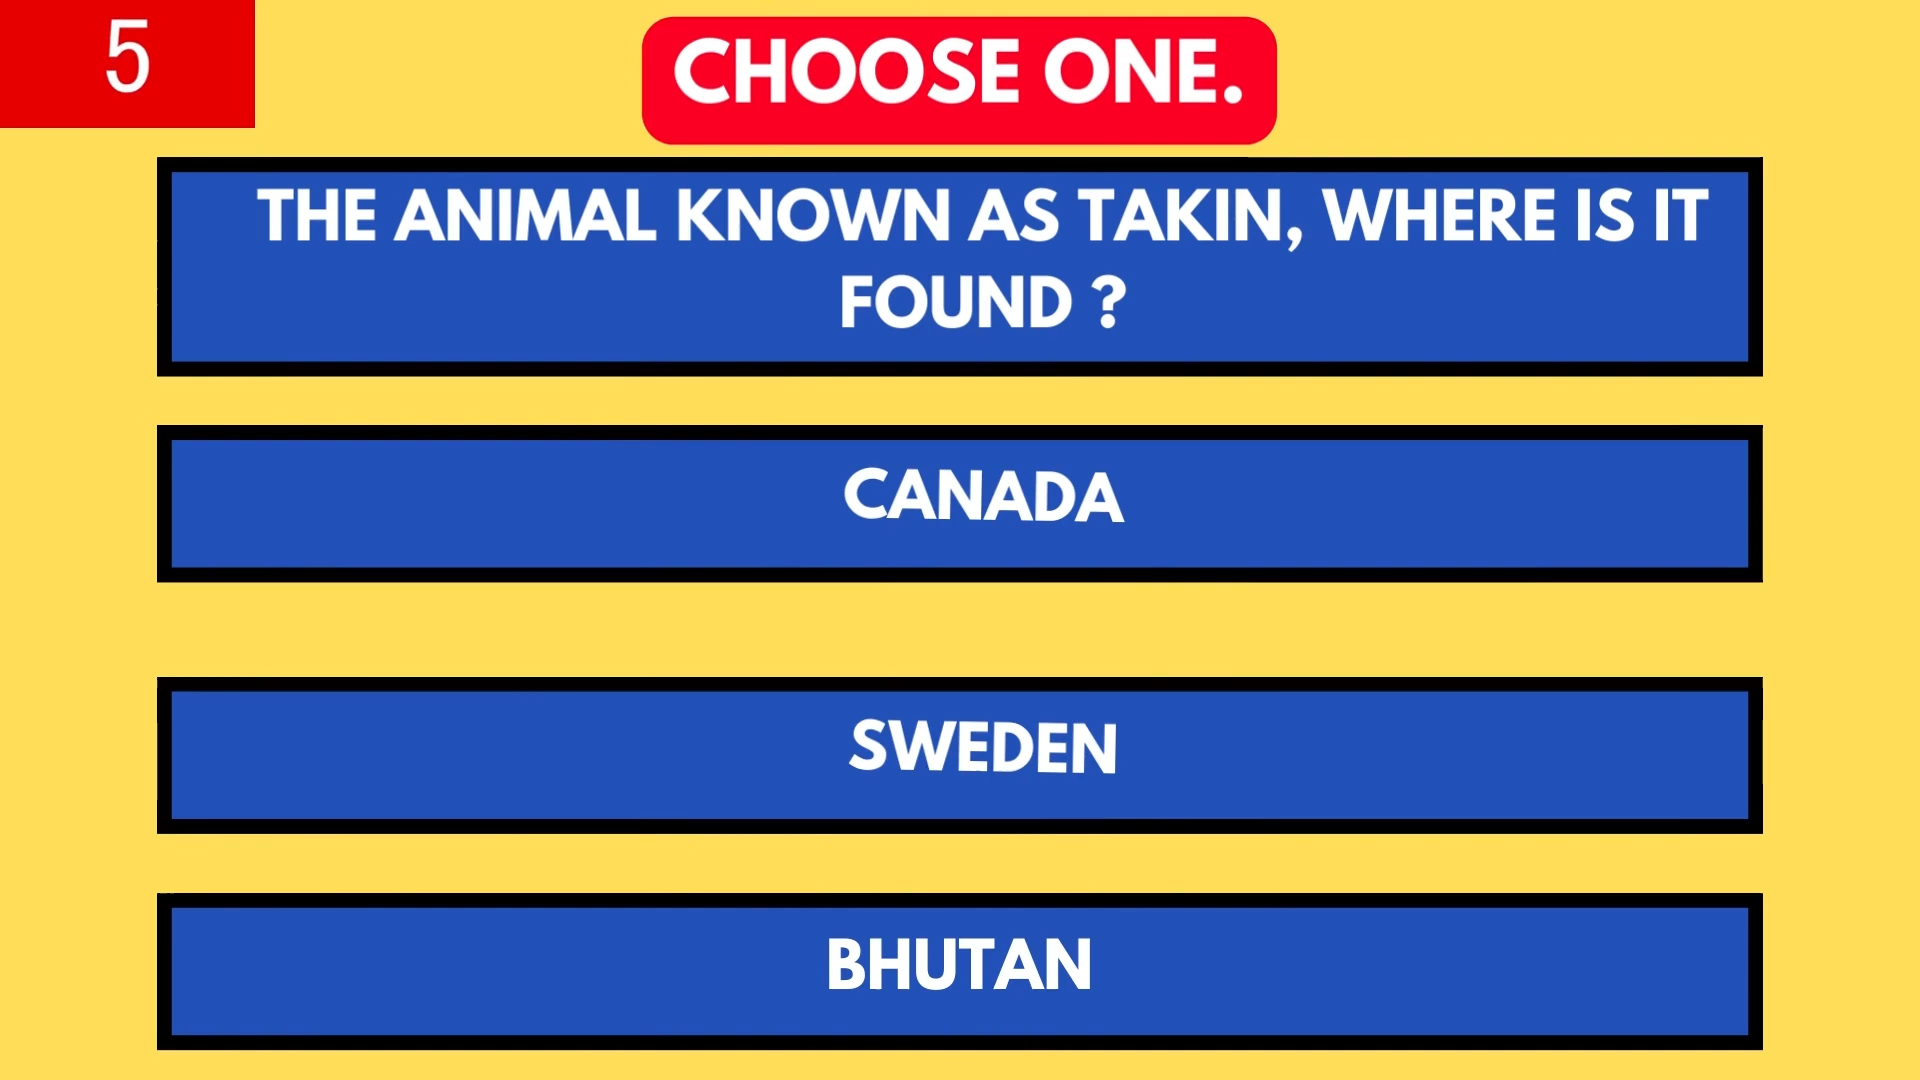 5
CHOOSE ONE.
THE ANIMAL KNOWN AS TAKIN, WHERE IS IT
FOUND ?
CANADA
SWEDEN
BHUTAN